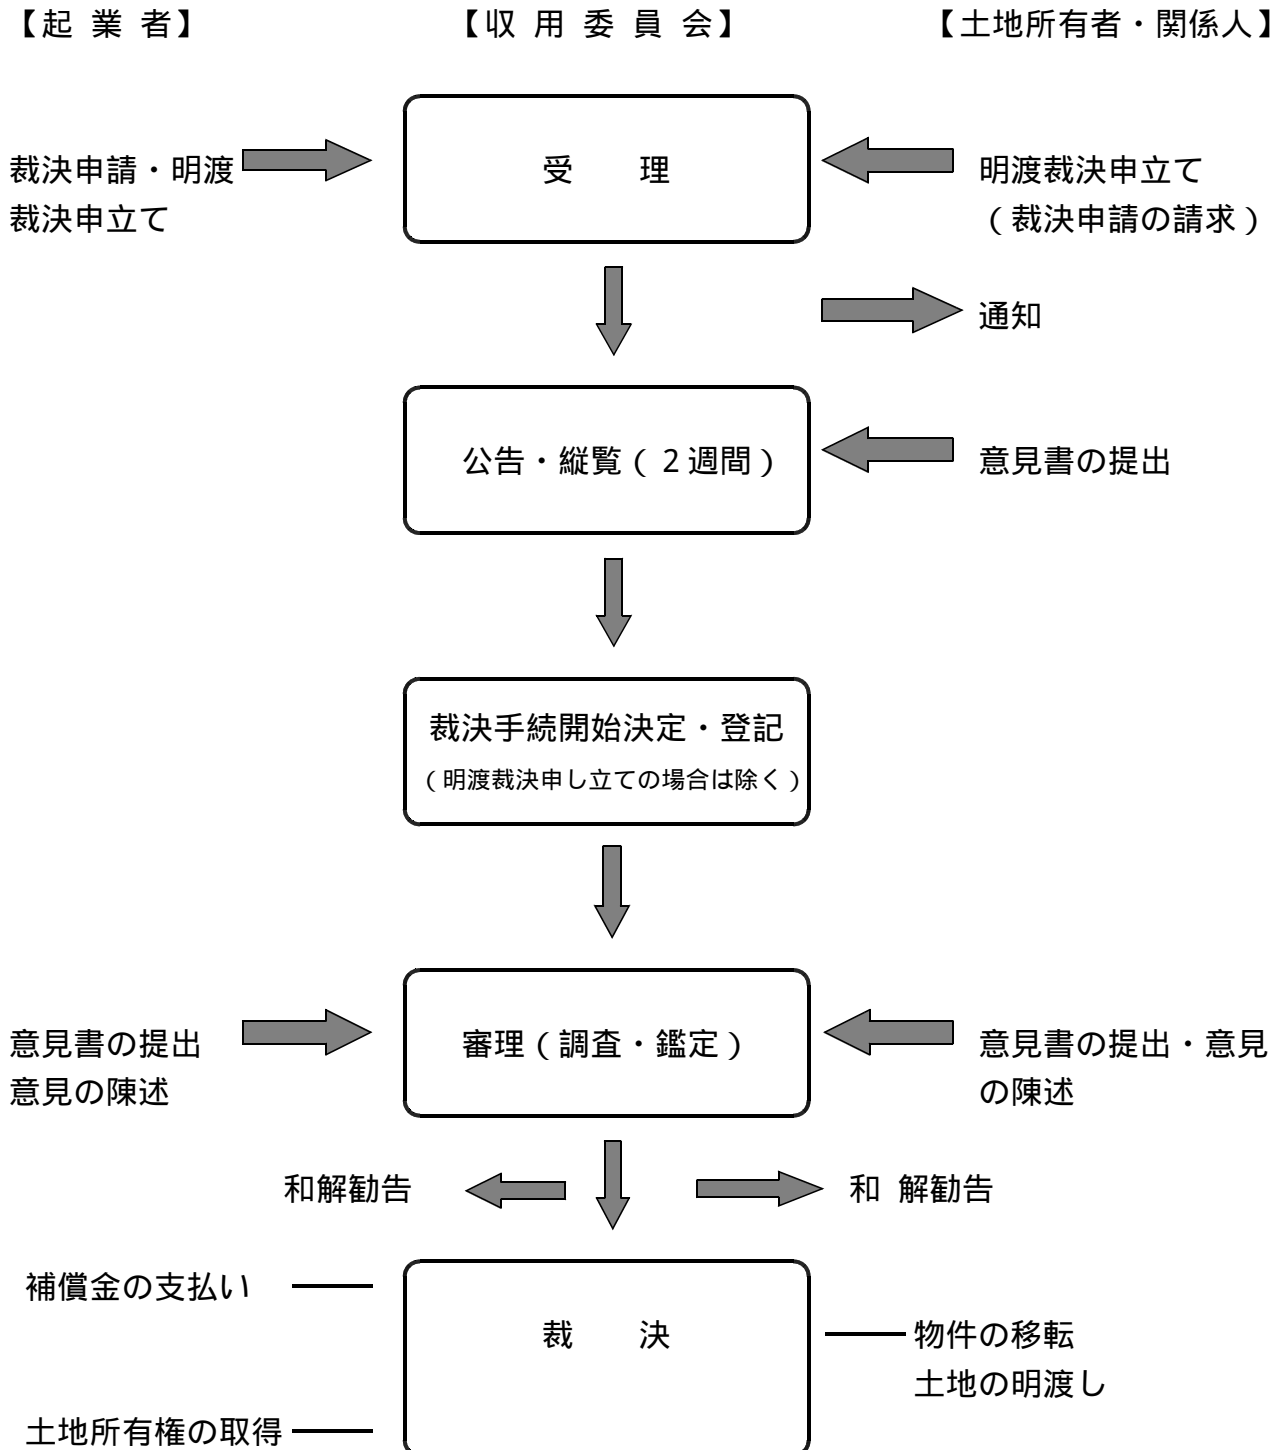 【起 業 者】
【収 用 委 員 会】
【土地所有者・関係人】
裁決申請・明渡
裁決申立て
受　理
明渡裁決申立て
（裁決申請の請求）
通知
公告・縦覧（２週間）
意見書の提出
裁決手続開始決定・登記
（明渡裁決申し立ての場合は除く）
意見書の提出
意見の陳述
審理（調査・鑑定）
意見書の提出・意見
の陳述
和解勧告
和 解勧告
補償金の支払い
裁　決
物件の移転
土地の明渡し
土地所有権の取得